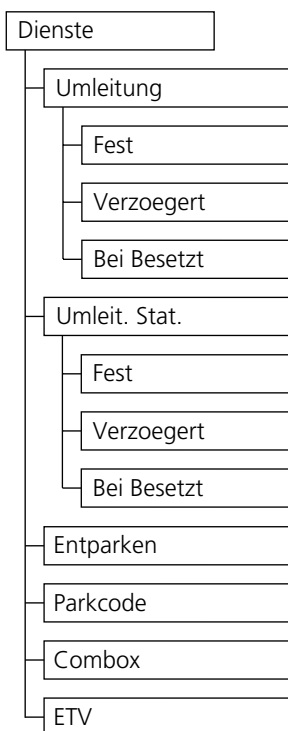 Dienste
Umleitung
Fest
Verzoegert
Bei Besetzt
Umleit. Stat.
Fest
Verzoegert
Bei Besetzt
Entparken
Parkcode
Combox
ETV